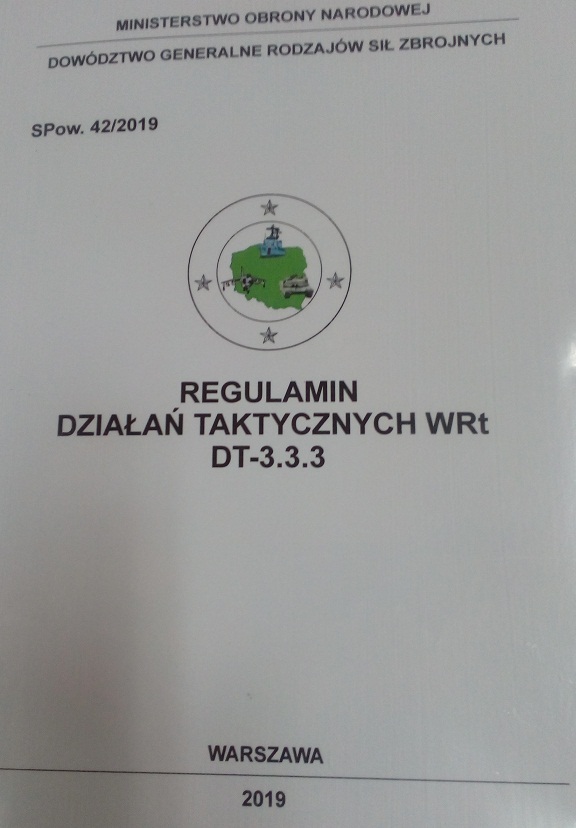 MINISTERSTWO OBRONY NARODOWEJ
DOWÓDZTWO GENERALNE RODZAJÓW SIŁ ZBROJNYCH
SPow. 42/2019
REGULAMIN
DZIAŁAŃ TAKTYCZNYCH WRt
DT-3.3.3
WARSZAWA
2019